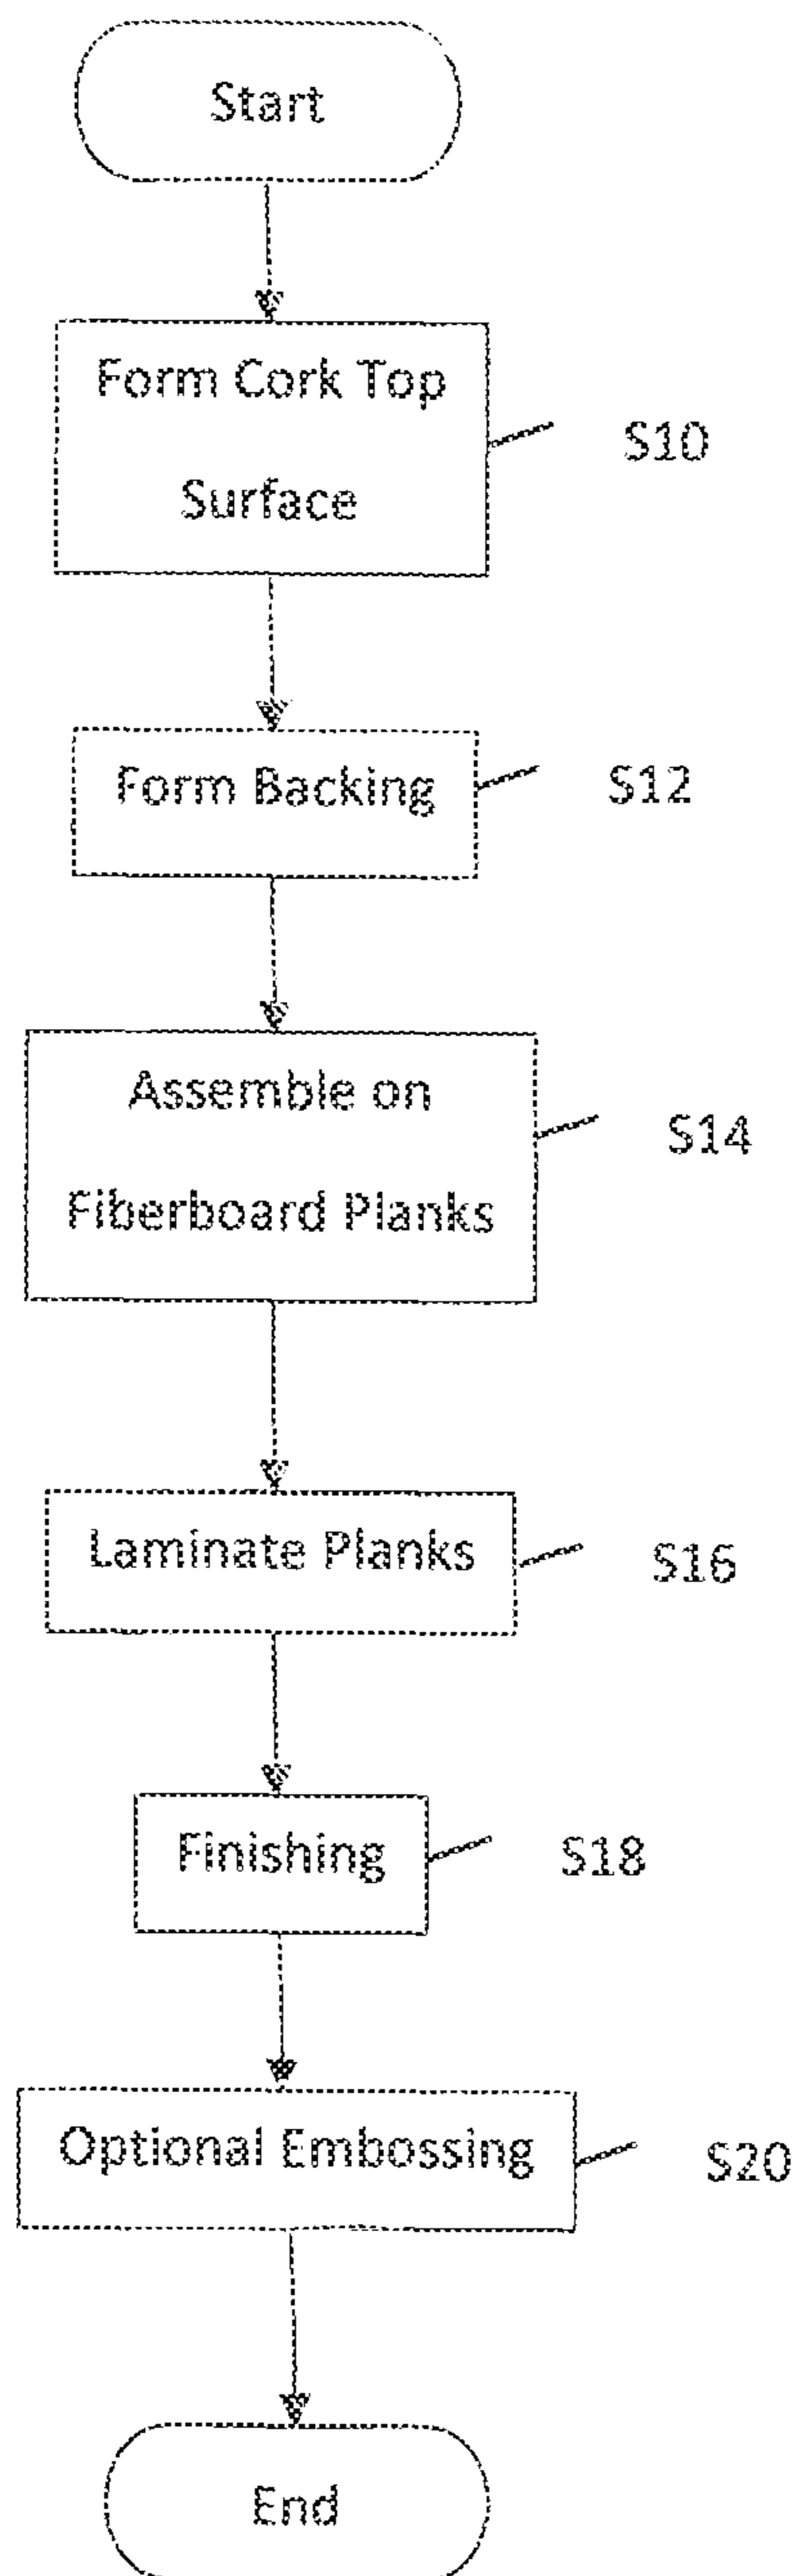 Start
Form Cork Top
Surface
S10
Form Backing
S12
Assemble on
Fiberboard Planks
S14
Laminate Planks
S16
Finishing
S18
Optional Embossing
S20
End